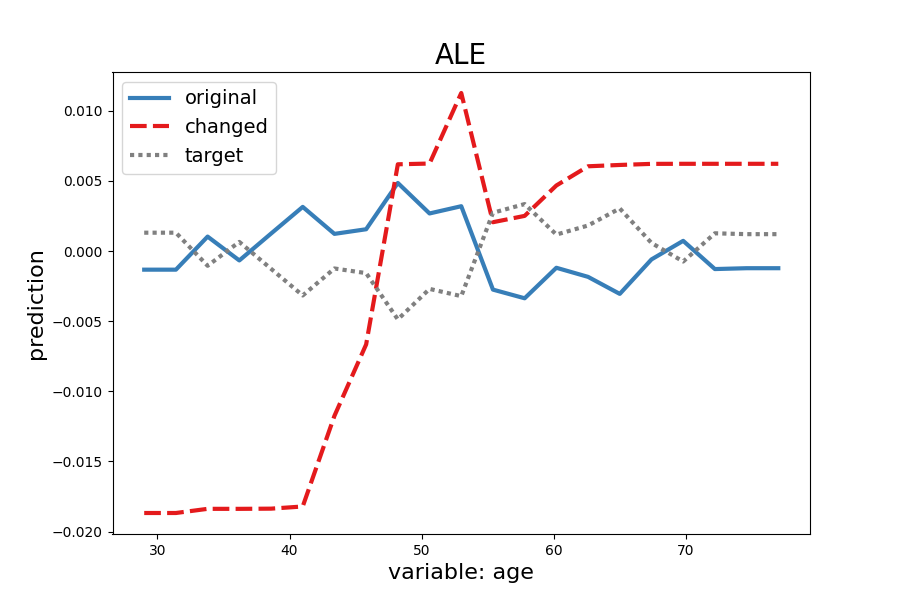 ALE
original
changed
target
0.010
0.005
0.000
−0.005
−0.010
−0.015
−0.020
prediction
30 40 50 60 70
variable: age